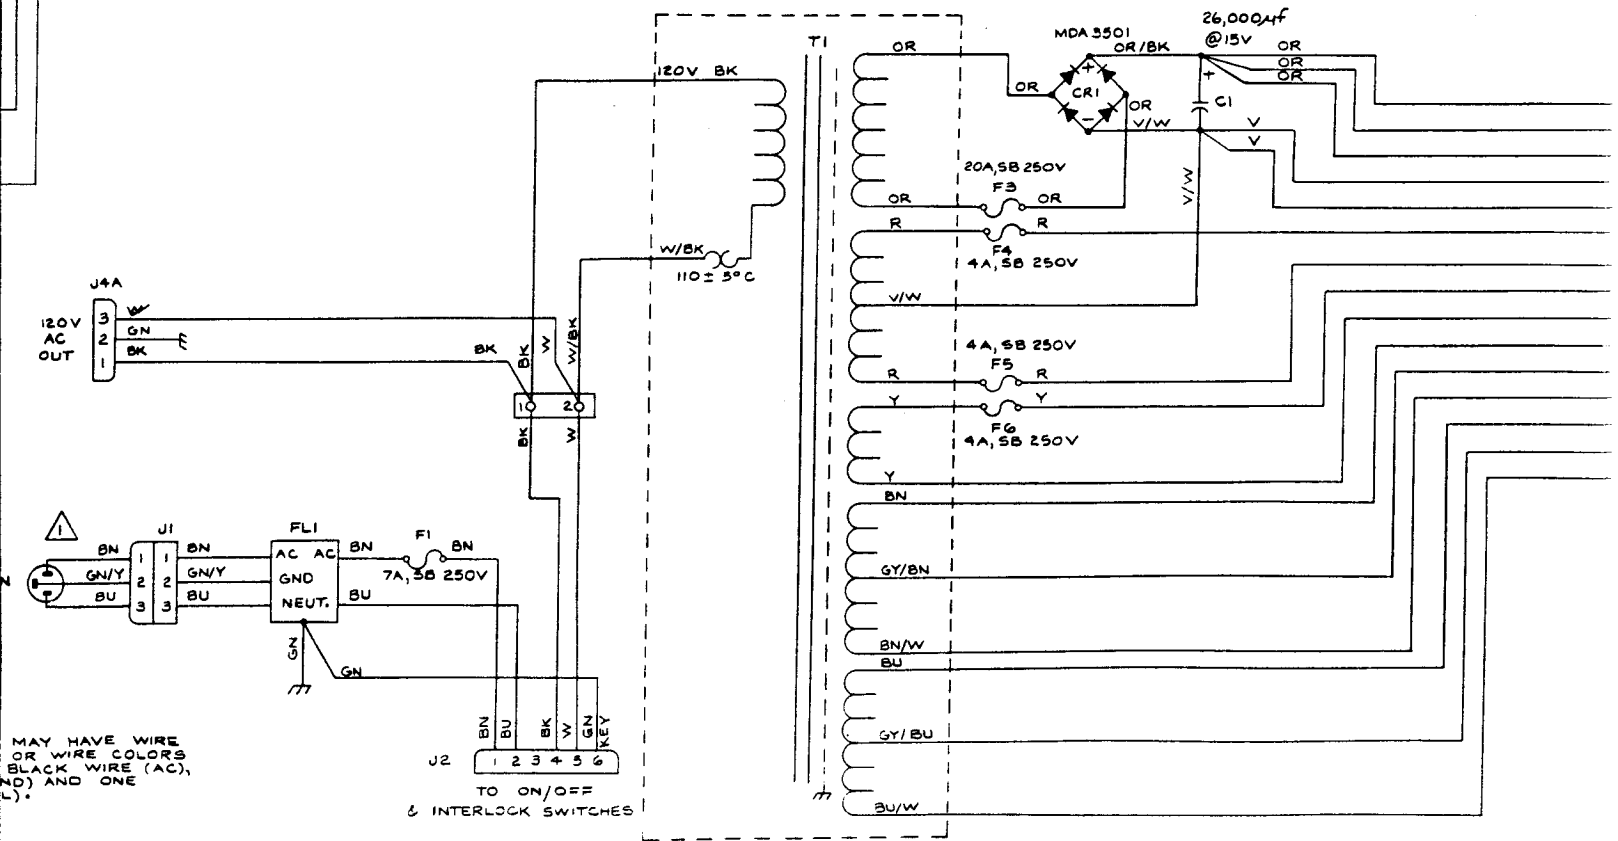 26,000µf
@15V
MDA 3501
T1
OR
OR/BK
OR
OR
OR
120V BK
OR
+
CR1
-
OR
+
C1
V/W
V
V
20A, SB 250V
F3
V/W
OR
OR
R
R
W/BK
F4
4A, SB 250V
110 ± 5°C
J4A
V/W
120V
AC
OUT
3
W
2
GN
1
BK
BK
BK
W
W/BK
4A, SB 250V
F5
R
R
1
2
Y
Y
BK
W
F6
4A, SB 250V
Y
BN
1
J1
FL1
F1
BN
1
1
BN
AC
AC
BN
BN
7A, SB 250V
N
GN/Y
2
2
GN/Y
GND
GY/BN
BU
3
3
BU
NEUT.
BU
BN/W
GN
BU
GN
BN
BU
BK
W
GN
KEY
GY/BU
MAY HAVE WIRE
OR WIRE COLORS
BLACK WIRE (AC),
ND) AND ONE
L).
J2
1 2 3 4 5 6
TO ON/OFF
& INTERLOCK SWITCHES
BU/W